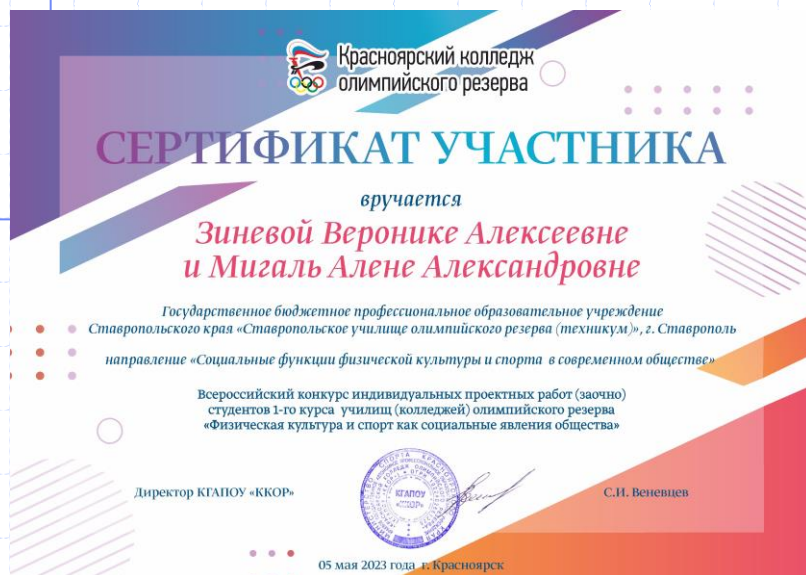 Красноярский колледж
олимпийского резерва
СЕРТИФИКАТ УЧАСТНИКА
вручается
Зиневой Веронике Алексеевне
и Мигаль Алене Александровне
Государственное бюджетное профессиональное образовательное учреждение
Ставропольского края «Ставропольское училище олимпийского резерва (техникум)», г. Ставрополь
направление «Социальные функции физической культуры и спорта в современном обществе»
Всероссийский конкурс индивидуальных проектных работ (заочно)
студентов 1-го курса училищ (колледжей) олимпийского резерва
«Физическая культура и спорт как социальные явления общества»
Директор КГАПОУ «ККОР»
КГАПОУ
«ККОР»
С.И. Веневцев
05 мая 2023 года г. Красноярск